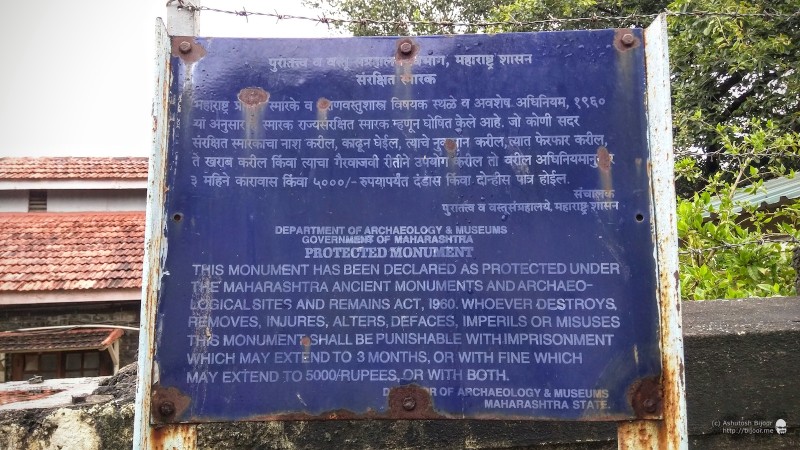 पुरातत्त्व व वस्तु संग्रहालये विभाग, महाराष्ट्र शासन
संरक्षित स्मारक
महाराष्ट्र स्मारके व विषयक स्थळे व अवशेष अधिनियम, १९६०
यां अनुसार स्मारक राज्यसंरक्षित स्मारक म्हणून घोषित केले आहे. जो कोणी सदर
संरक्षित स्मारकाचा नाश करील, काढून घेईल, त्याचे करील, त्यात फेरफार करील,
ते खराब करील किंवा त्याचा गैरवाजवी रीतीने उपयोग करील तो वरील अधिनियमानुसार
३ महिने कारावास किंवा ५०००/- रुपयापर्यंत दंडास किंवा दोन्हीस पात्र होईल.
संचालक
पुरातत्त्व व वस्तुसंग्रहालये, महाराष्ट्र शासन
DEPARTMENT OF ARCHAEOLOGY & MUSEUMS
GOVERNMENT OF MAHARASHTRA
PROTECTED MONUMENT
THIS MONUMENT HAS BEEN DECLARED AS PROTECTED UNDER
THE MAHARASHTRA ANCIENT MONUMENTS AND ARCHAEO-
LOGICAL SITES AND REMAINS ACT, 1960. WHOEVER DESTROYS,
REMOVES, INJURES, ALTERS, DEFACES, IMPERILS OR MISUSES
THIS MONUMENT SHALL BE PUNISHABLE WITH IMPRISONMENT
WHICH MAY EXTEND TO 3 MONTHS, OR WITH FINE WHICH
MAY EXTEND TO 5000/RUPEES, OR WITH BOTH.
DIRECTOR OF ARCHAEOLOGY & MUSEUMS
MAHARASHTRA STATE.
(c) Ashutosh Bijoor
http://bijoor.me